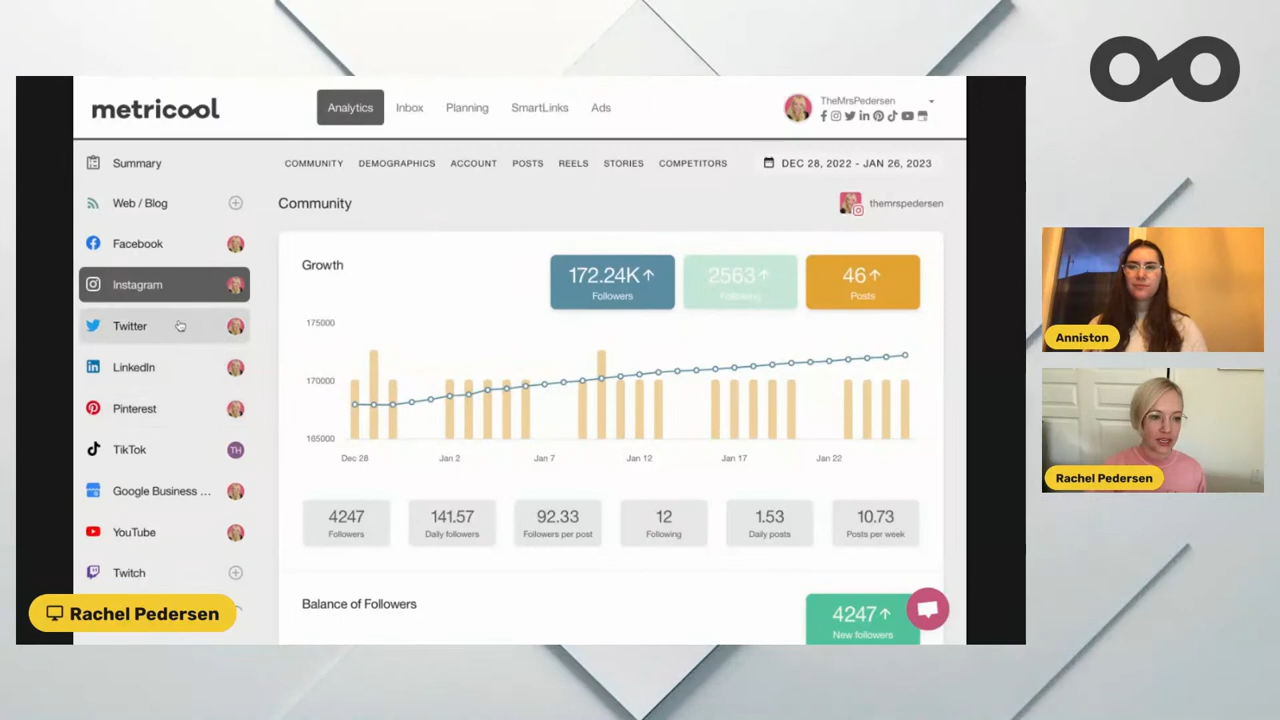 metricool
Analytics
Inbox
Planning
SmartLinks
Ads
TheMrsPedersen
Summary
Web / Blog
Facebook
Instagram
Twitter
LinkedIn
Pinterest
TikTok
TH
Google Business ...
YouTube
Twitch
COMMUNITY
DEMOGRAPHICS
ACCOUNT
POSTS
REELS
STORIES
COMPETITORS
DEC 28, 2022 - JAN 26, 2023
Community
themrspedersen
Growth
172.24K
Followers
2563
Following
46
Posts
175000
170000
165000
Dec 28
Jan 2
Jan 7
Jan 12
Jan 17
Jan 22
4247
Followers
141.57
Daily followers
92.33
Followers per post
12
Following
1.53
Daily posts
10.73
Posts per week
Balance of Followers
4247
New followers
Rachel Pedersen
Anniston
Rachel Pedersen